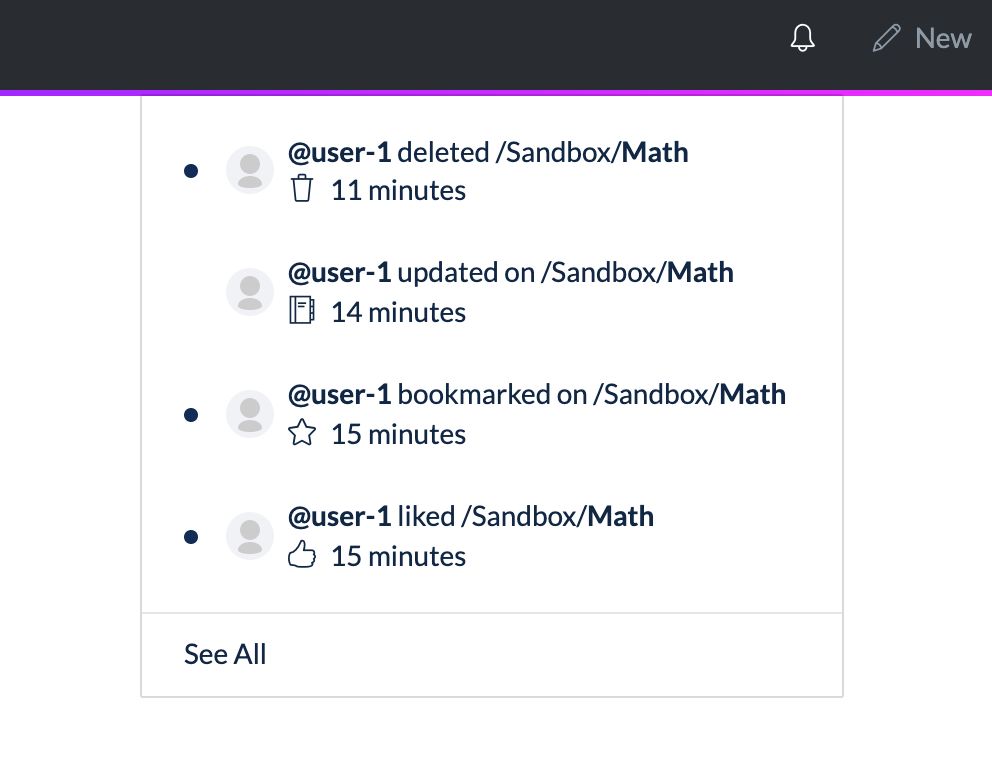 New
@user-1 deleted /Sandbox/Math
11 minutes
@user-1 updated on /Sandbox/Math
14 minutes
@user-1 bookmarked on /Sandbox/Math
15 minutes
@user-1 liked /Sandbox/Math
15 minutes
See All